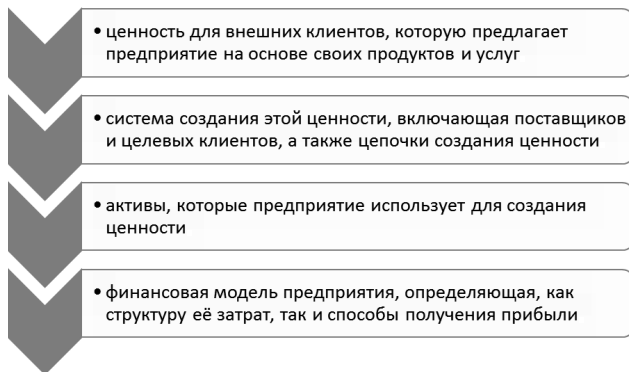 • ценность для внешних клиентов, которую предлагает
предприятие на основе своих продуктов и услуг
• система создания этой ценности, включающая поставщиков
и целевых клиентов, а также цепочки создания ценности
• активы, которые предприятие использует для создания
ценности
• финансовая модель предприятия, определяющая, как
структуру её затрат, так и способы получения прибыли